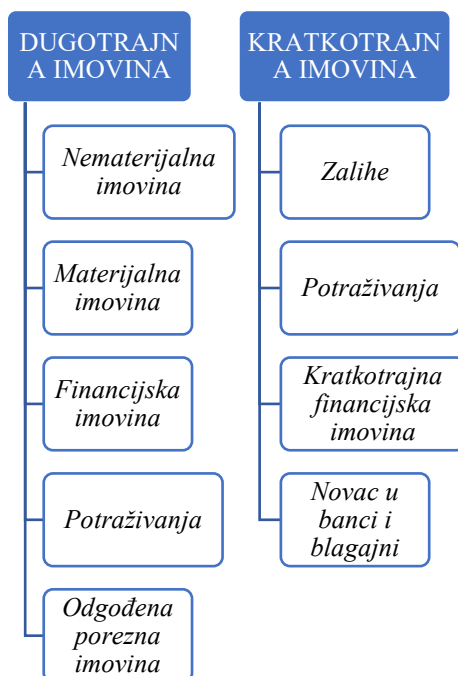 DUGOTRAJN
A IMOVINA
Nematerijalna
imovina
Materijalna
imovina
Financijska
imovina
Potraživanja
Odgođena
porezna
imovina
KRATKOTRAJN
A IMOVINA
Zalihe
Potraživanja
Kratkotrajna
financijska
imovina
Novac u
banci i
blagajni